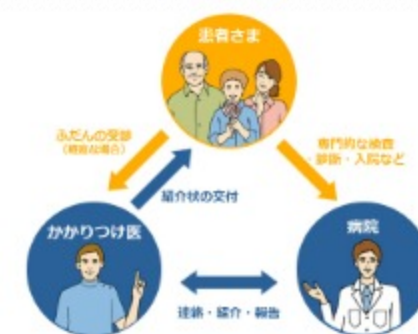 患者さま
ふだんの受診
(軽症な場合)
専門的な検査
・診断・入院など
紹介状の交付
かかりつけ医
病院
連絡・紹介・報告